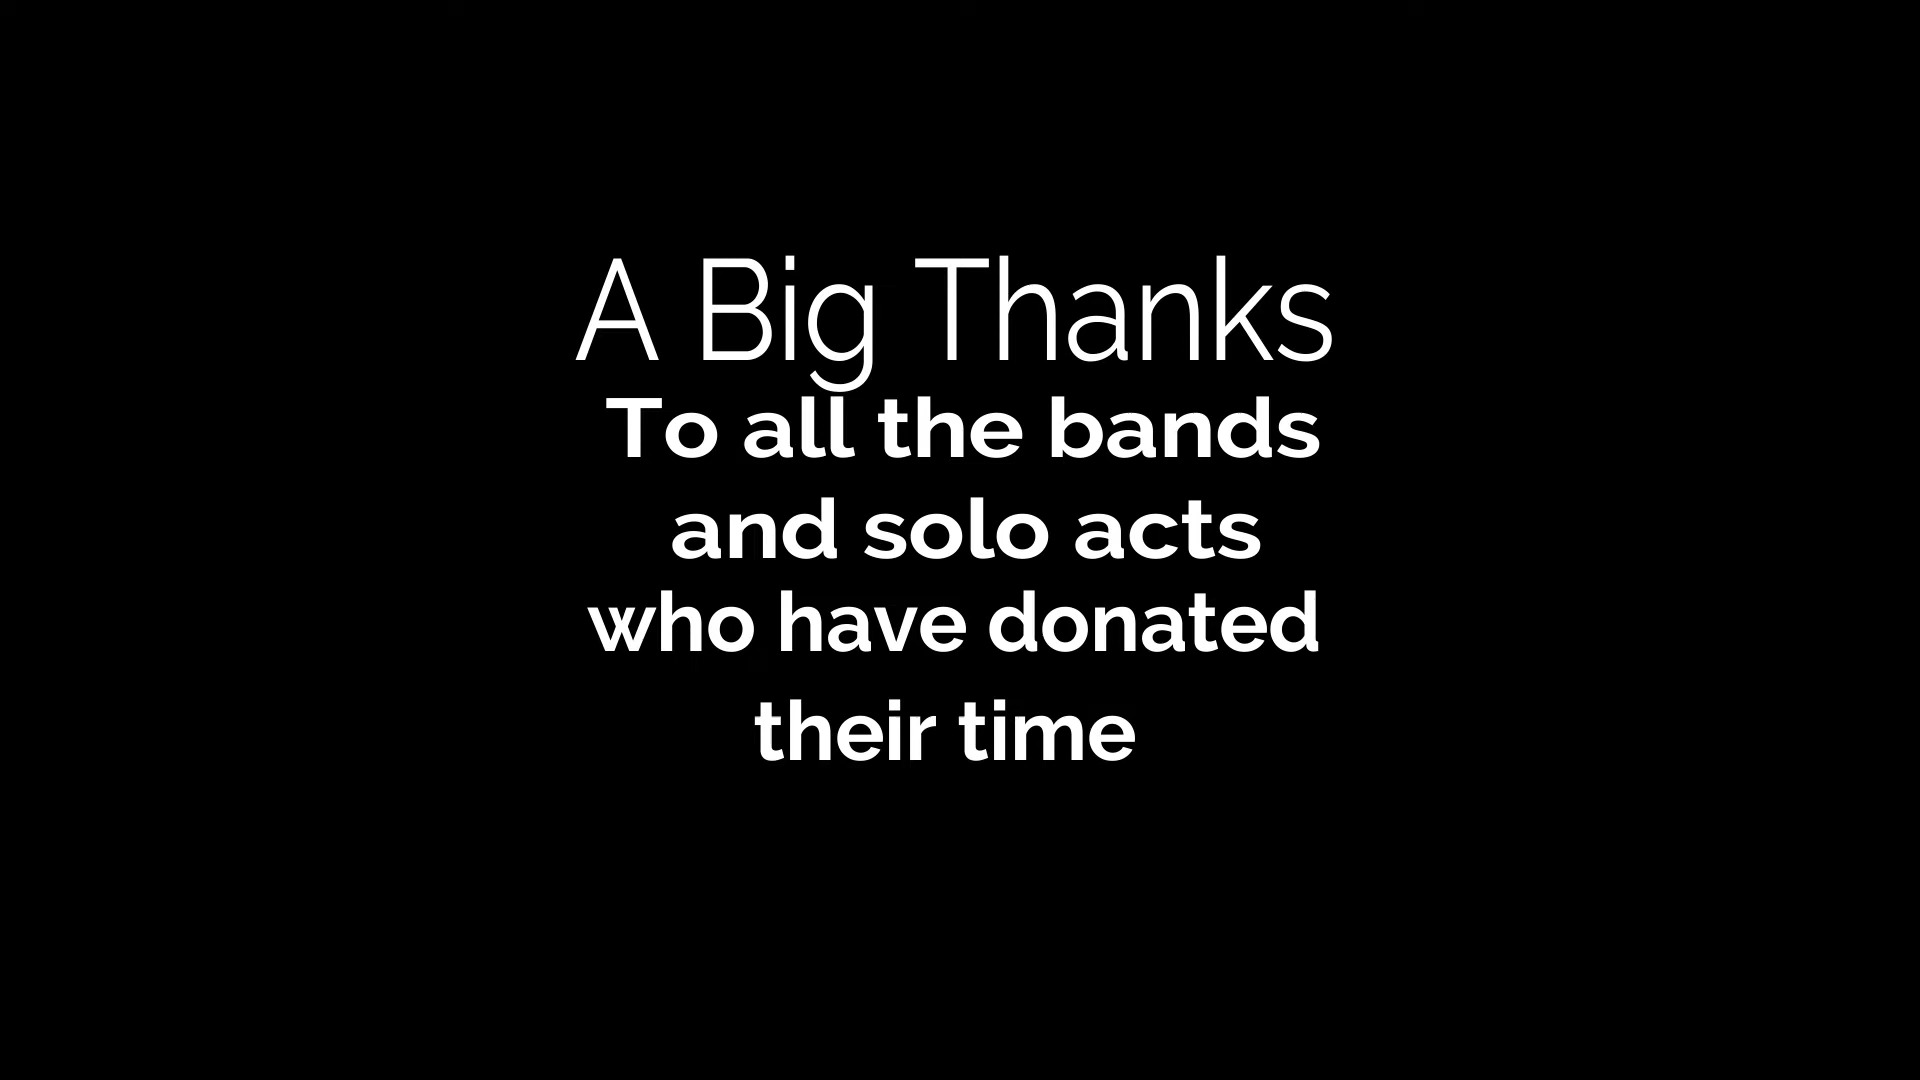 A Big Thanks
To all the bands
and solo acts
who have donated
their time